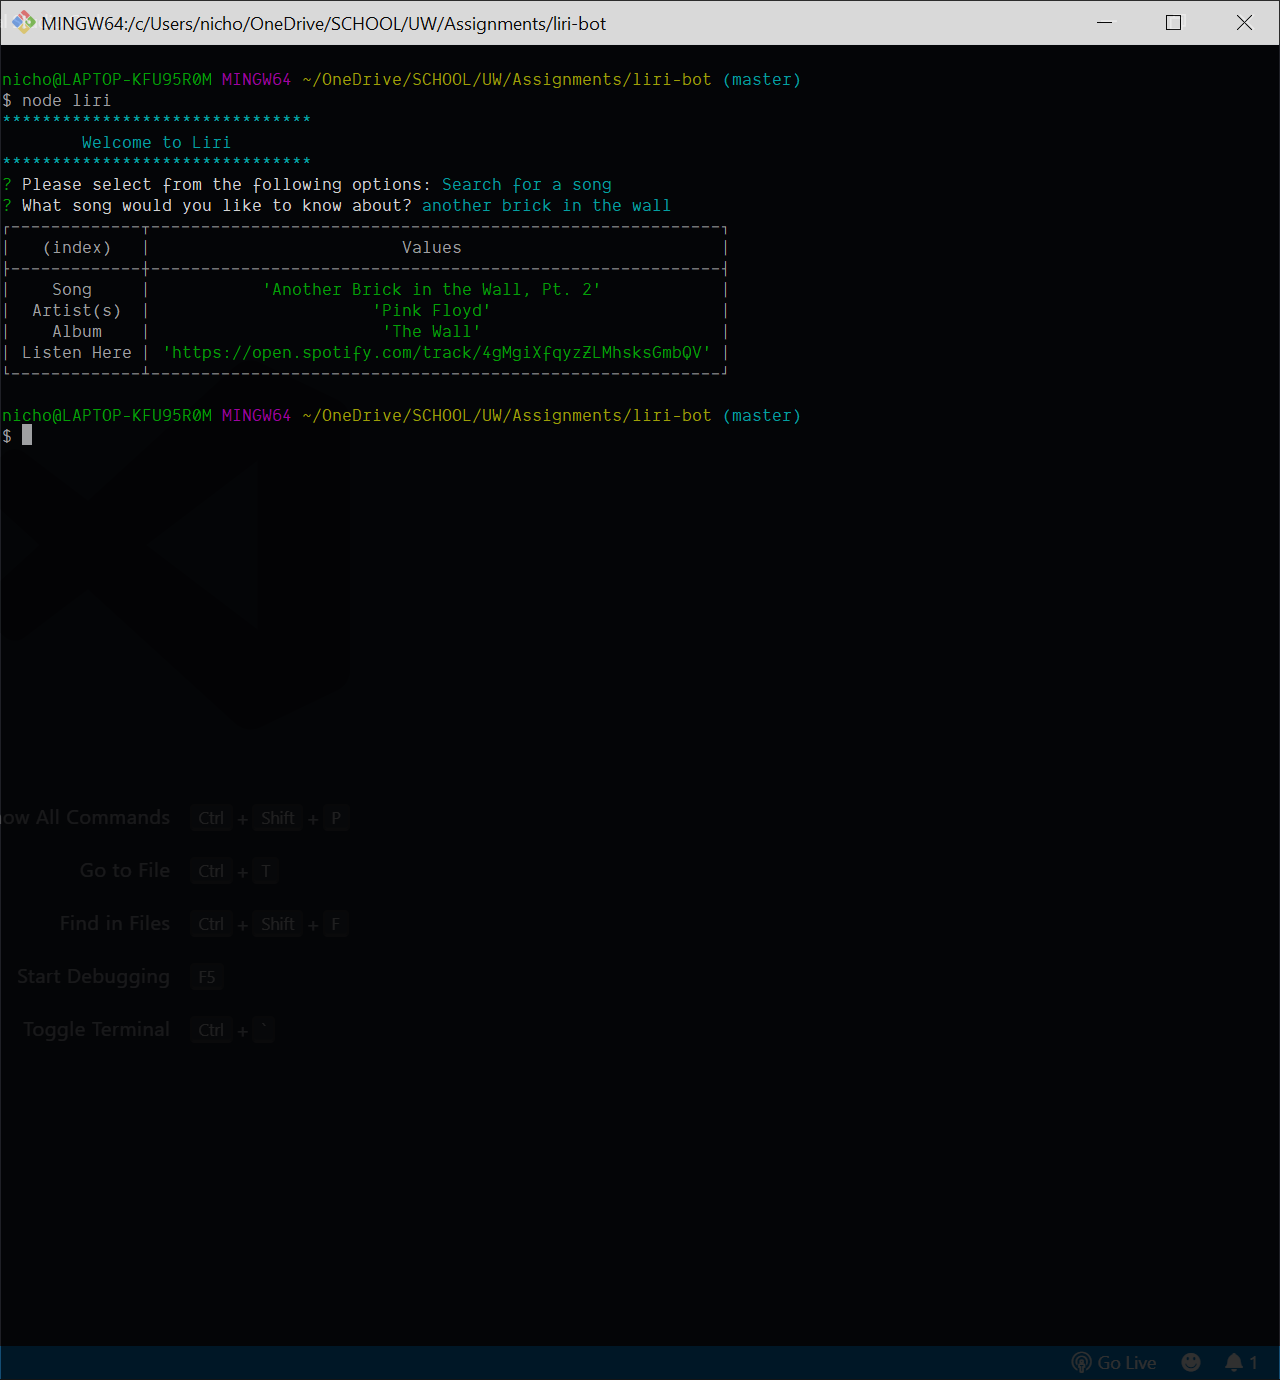 MINGW64:/c/Users/nicho/OneDrive/SCHOOL/UW/Assignments/liri-bot
nicho@LAPTOP-KFU95R0M MINGW64 ~/OneDrive/SCHOOL/UW/Assignments/liri-bot (master)
$ node liri
*******************************
Welcome to Liri
*******************************
? Please select from the following options: Search for a song
? What song would you like to know about? another brick in the wall
(index) Values
Song 'Another Brick in the Wall, Pt. 2'
Artist(s) 'Pink Floyd'
Album 'The Wall'
Listen Here 'https://open.spotify.com/track/4gMgiXfqyzZLMhsksGmbQV'
nicho@LAPTOP-KFU95R0M MINGW64 ~/OneDrive/SCHOOL/UW/Assignments/liri-bot (master)
$
ow All Commands Ctrl + Shift + P
Go to File Ctrl + T
Find in Files Ctrl + Shift + F
Start Debugging F5
Toggle Terminal Ctrl + `
Go Live 1